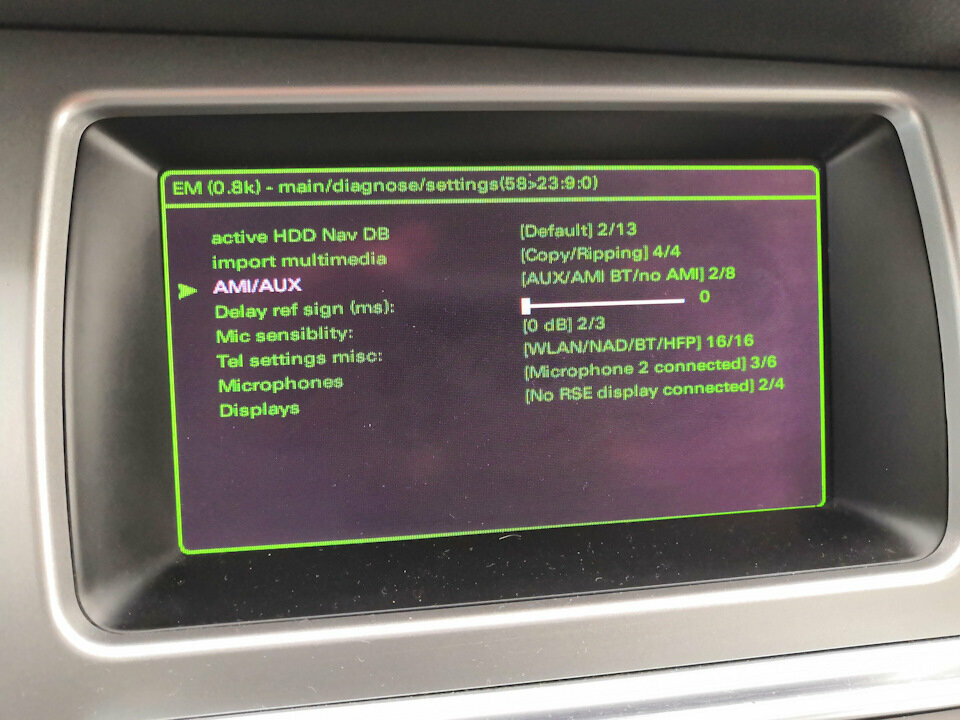 EM (0.8k) - main/diagnose/settings(58>23:9:0)
active HDD Nav DB [Default] 2/13
import multimedia [Copy/Ripping] 4/4
AMI/AUX [AUX/AMI BT/no AMI] 2/8
Delay ref sign (ms): 0
Mic sensiblity: [0 dB] 2/3
Tel settings misc: [WLAN/NAD/BT/HFP] 16/16
Microphones [Microphone 2 connected] 3/6
Displays [No RSE display connected] 2/4